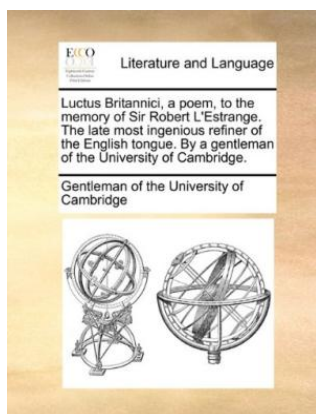 ECCO
Literature and Language
Luctus Britannici, a poem, to the
memory of Sir Robert L'Estrange.
The late most ingenious refiner of
the English tongue. By a gentleman
of the University of Cambridge.
Gentleman of the University of
Cambridge